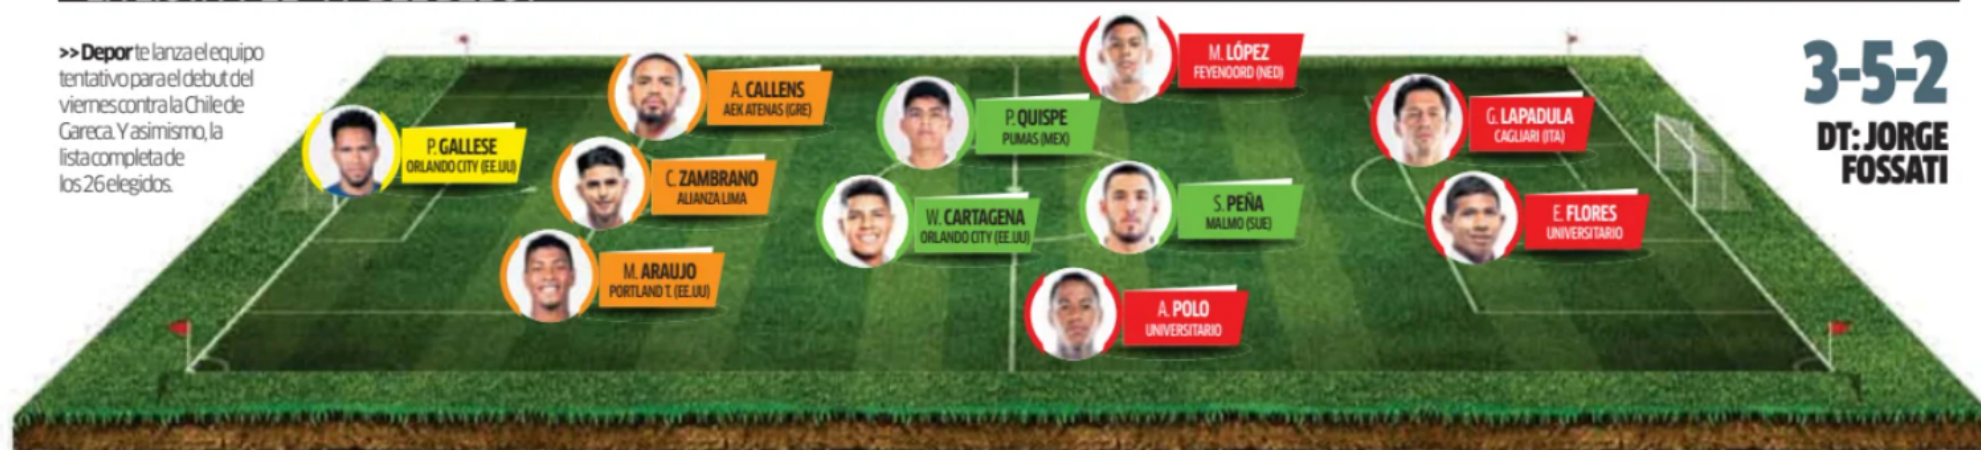 >> Depor te lanza el equipo
tentativo para el debut del
viernes contra la Chile de
Gareca. Y asimismo, la
lista completa de
los 26 elegidos.
P. GALLESE
ORLANDO CITY (EE.UU)
A. CALLENS
AEK ATENAS (GRE)
C. ZAMBRANO
ALIANZA LIMA
M. ARAUJO
PORTLAND T. (EE.UU)
P. QUISPE
PUMAS (MEX)
W. CARTAGENA
ORLANDO CITY (EE.UU)
M. LÓPEZ
FEYENOORD (NED)
S. PEÑA
MALMO (SUE)
A. POLO
UNIVERSITARIO
G. LAPADULA
CAGLIARI (ITA)
E. FLORES
UNIVERSITARIO
3-5-2
DT: JORGE
FOSSATI